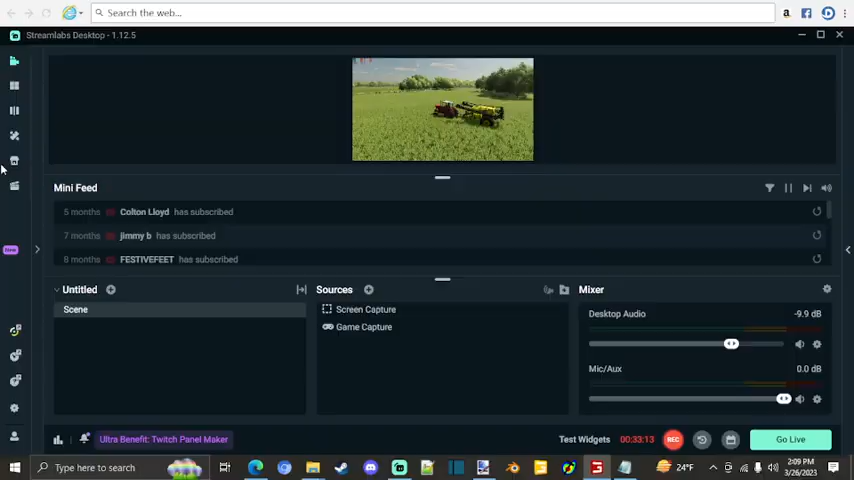 Search the web...
Streamlabs Desktop - 1.12.5
Mini Feed
5 months Colton Lloyd has subscribed
7 months jimmy b has subscribed
8 months FESTIVEFEET has subscribed
New
Untitled
Sources
Mixer
Scene
Screen Capture
Game Capture
Desktop Audio -9.9 dB
Mic/Aux 0.0 dB
Ultra Benefit: Twitch Panel Maker
Test Widgets 00:33:13 REC
Go Live
Type here to search
24°F
2:09 PM
3/26/2023